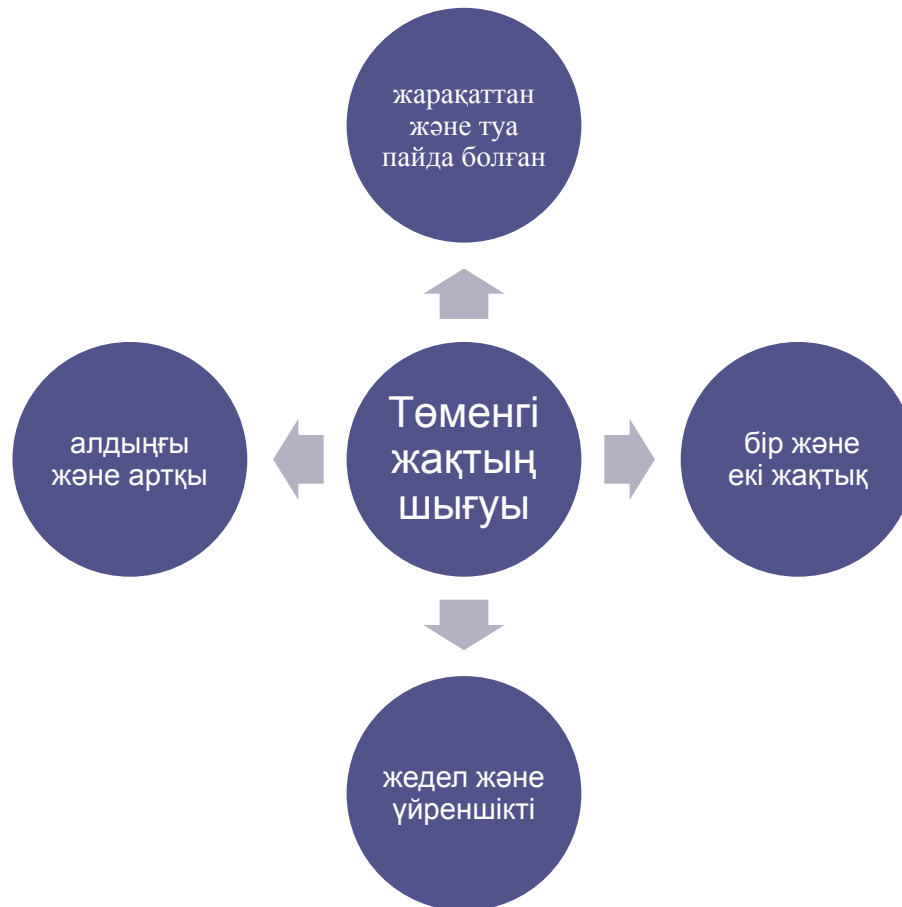 жарақаттан
және туа
пайда болған
алдыңғы
және артқы
Төменгі
жақтың
шығуы
бір және
екі жақтық
жедел және
үйреншікті